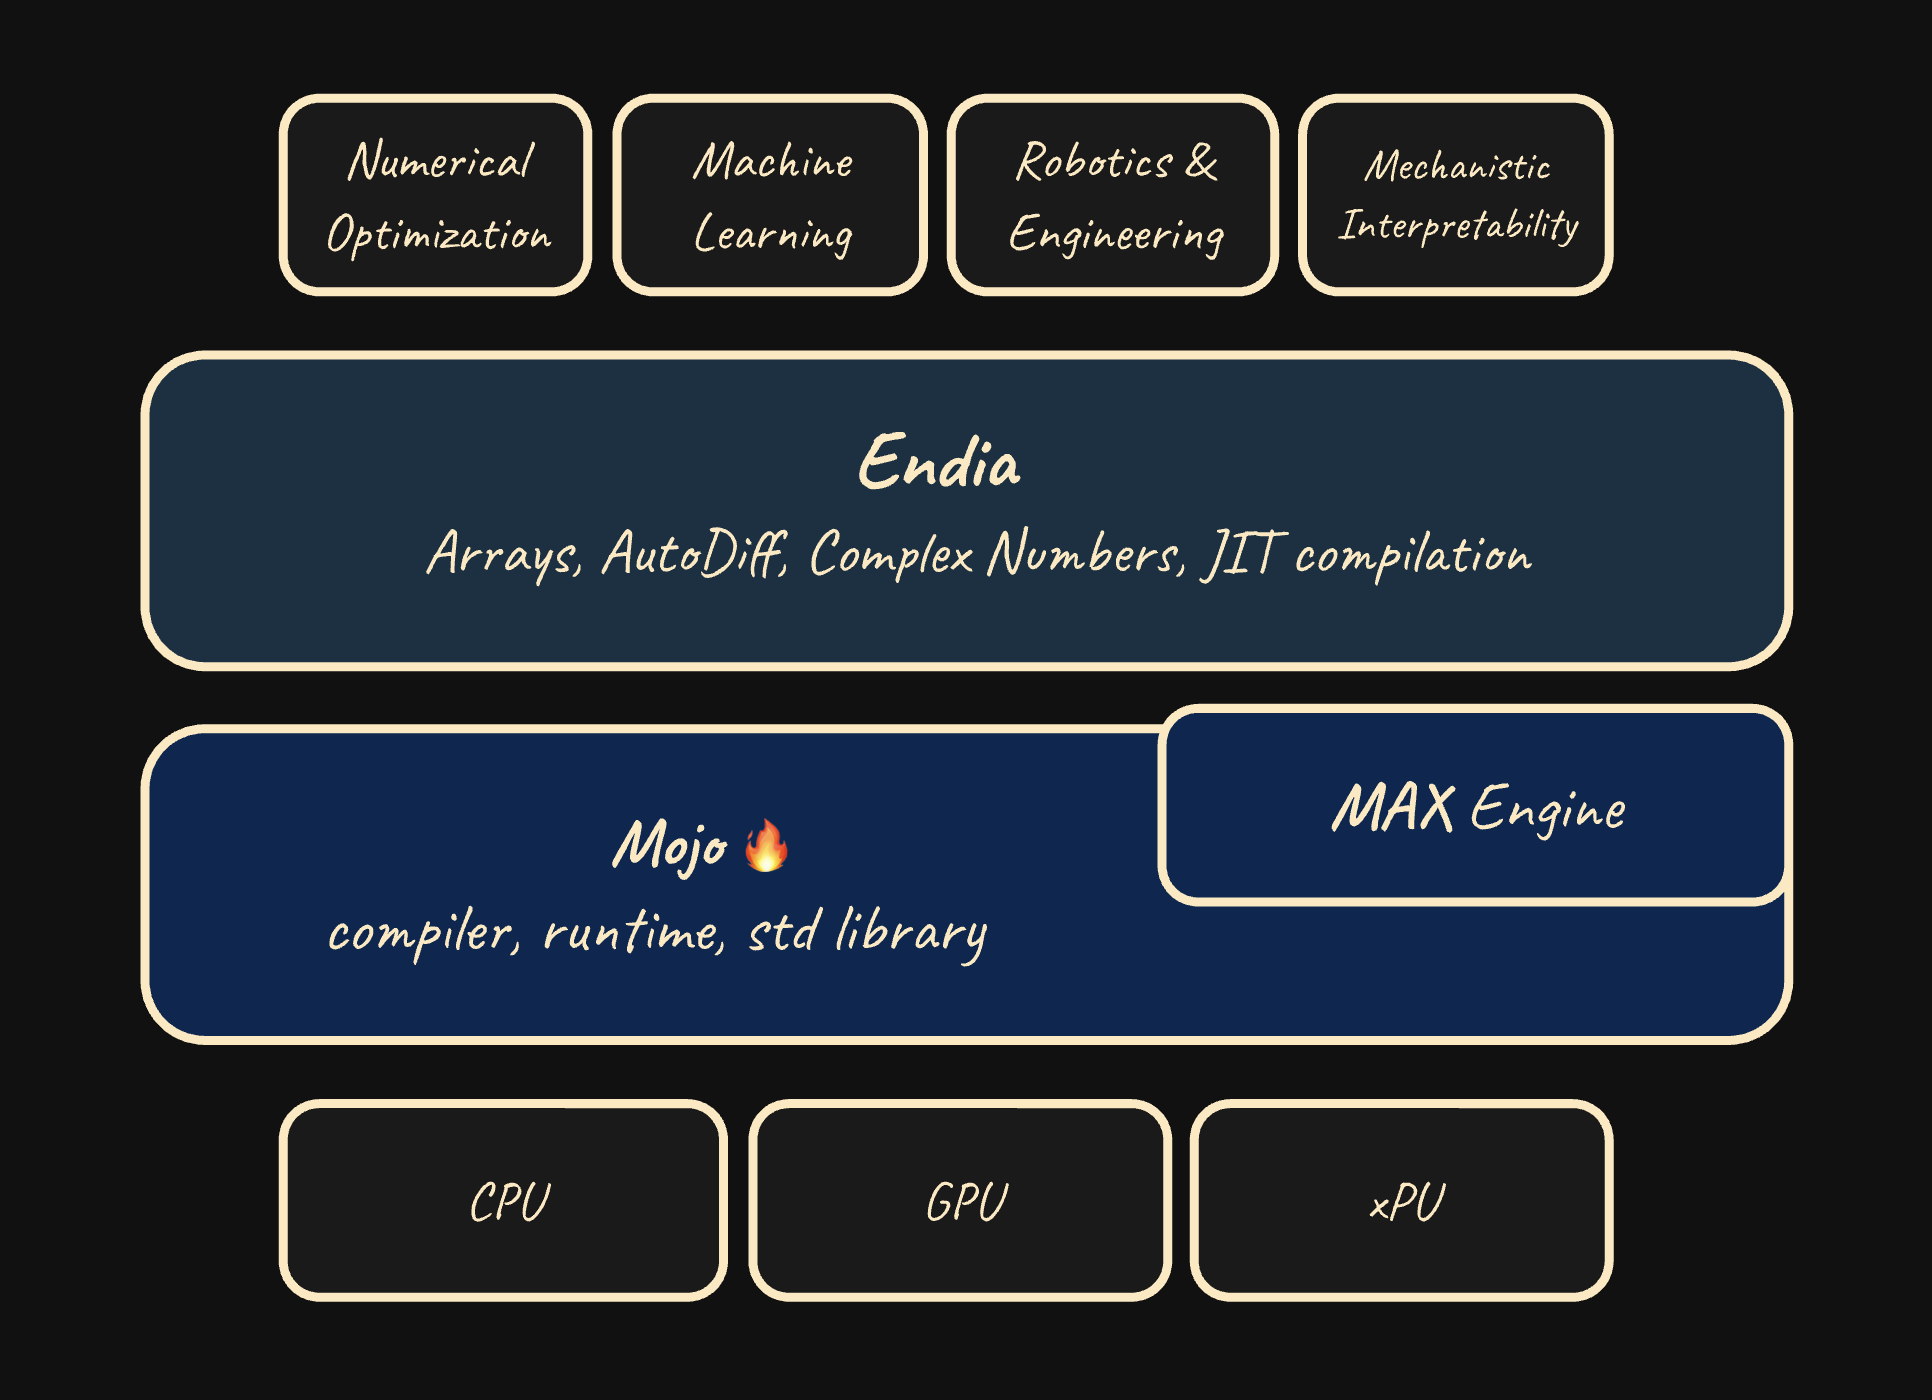 Numerical
Optimization
Machine
Learning
Robotics &
Engineering
Mechanistic
Interpretability
Endia
Arrays, AutoDiff, Complex Numbers, JIT compilation
Mojo 🔥
compiler, runtime, std library
MAX Engine
CPU
GPU
xPU